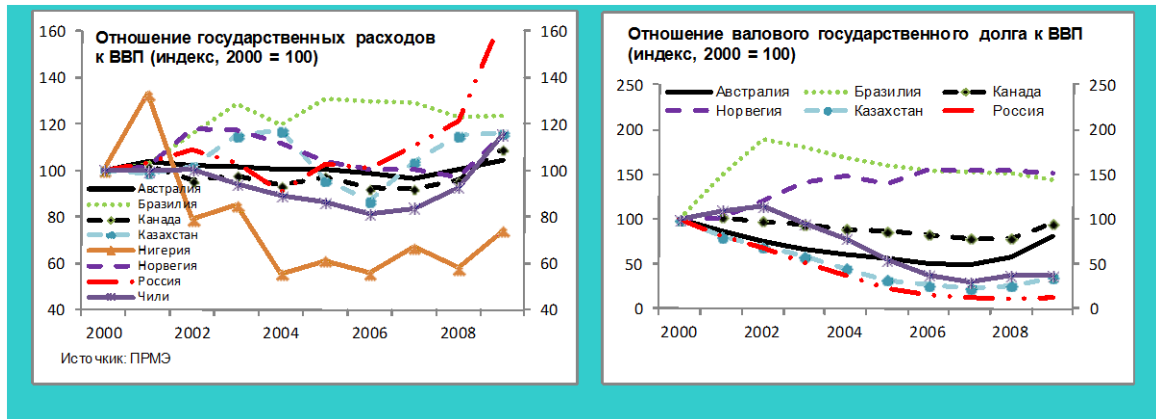 Отношение государственных расходов
к ВВП (индекс, 2000 = 100)
160
140
120
100
80
60
40
160
140
120
100
80
60
40
Австралия
Бразилия
Канада
Казахстан
Нигерия
Норвегия
Россия
Чили
2000 2002 2004 2006 2008
Источкик: ПРМЭ
Отношение валового государственного долга к ВВП
(индекс, 2000 = 100)
250
200
150
100
50
0
250
200
150
100
50
0
Австралия Бразилия Канада
Норвегия Казахстан Россия
2000 2002 2004 2006 2008